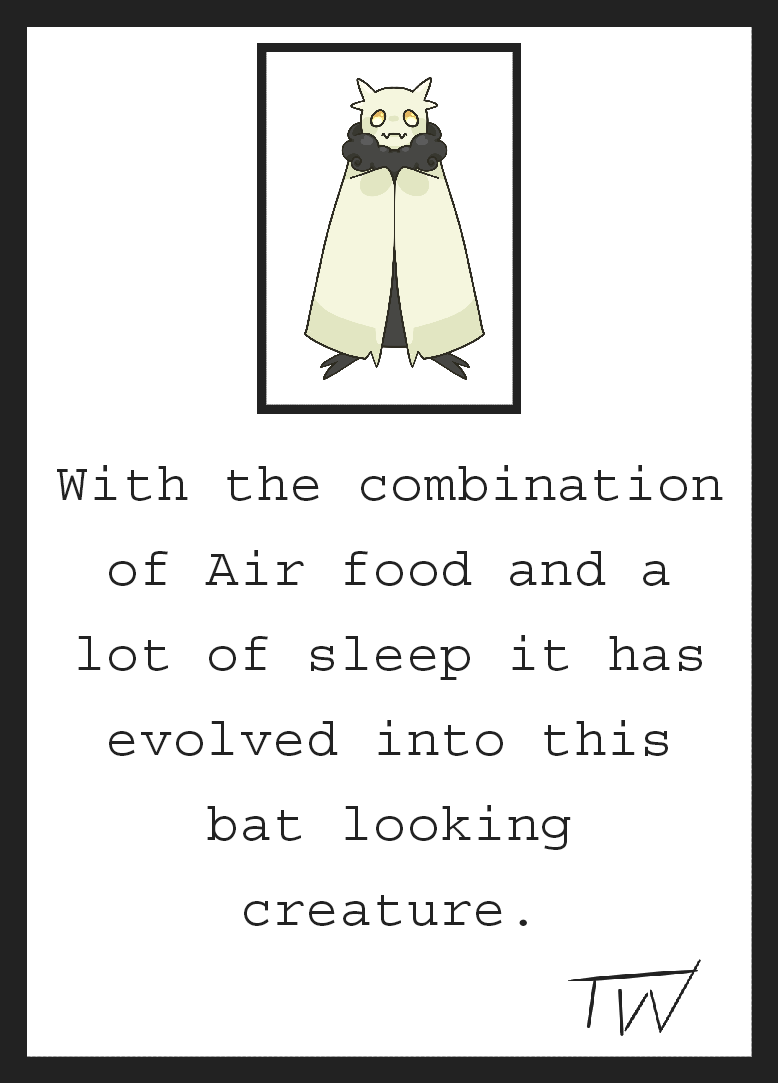 With the combination
of Air food and a
lot of sleep it has
evolved into this
bat looking
creature.
TW